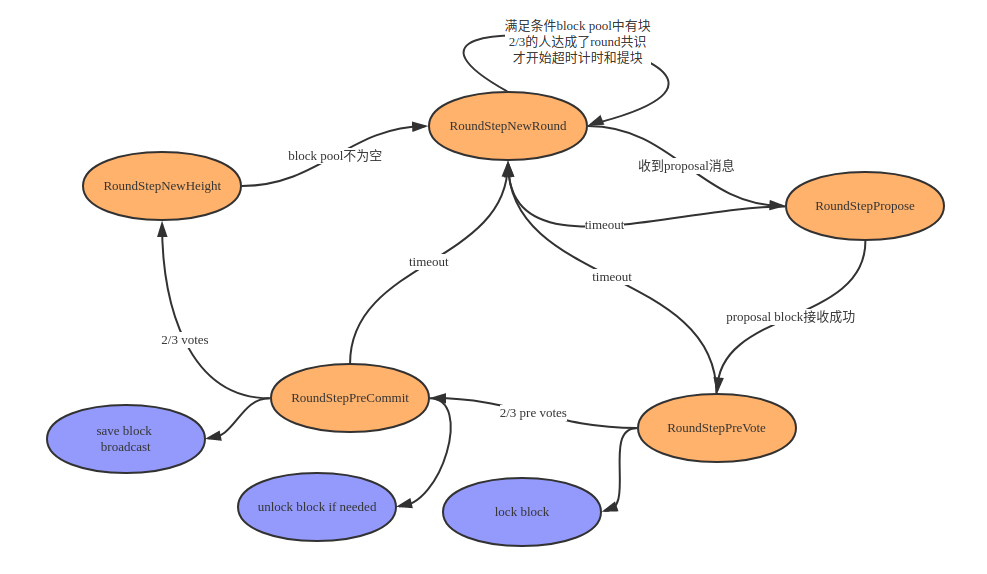 满足条件block pool中有块
2/3的人达成了round共识
才开始超时计时和提块
RoundStepNewRound
block pool不为空
收到proposal消息
RoundStepNewHeight
RoundStepPropose
timeout
timeout
timeout
proposal block接收成功
2/3 votes
RoundStepPreCommit
2/3 pre votes
RoundStepPreVote
save block
broadcast
unlock block if needed
lock block